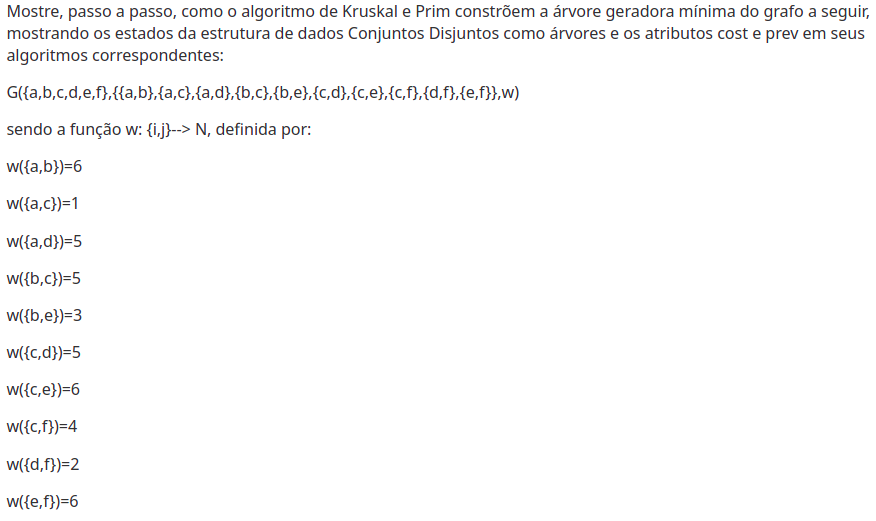 Mostre, passo a passo, como o algoritmo de Kruskal e Prim constrõem a árvore geradora mínima do grafo a seguir,
mostrando os estados da estrutura de dados Conjuntos Disjuntos como árvores e os atributos cost e prev em seus
algoritmos correspondentes:
G({a,b,c,d,e,f},{{a,b},{a,c},{a,d},{b,c},{b,e},{c,d},{c,e},{c,f},{d,f},{e,f}},w)
sendo a função w: {i,j}--> N, definida por:
w({a,b})=6
w({a,c})=1
w({a,d})=5
w({b,c})=5
w({b,e})=3
w({c,d})=5
w({c,e})=6
w({c,f})=4
w({d,f})=2
w({e,f})=6